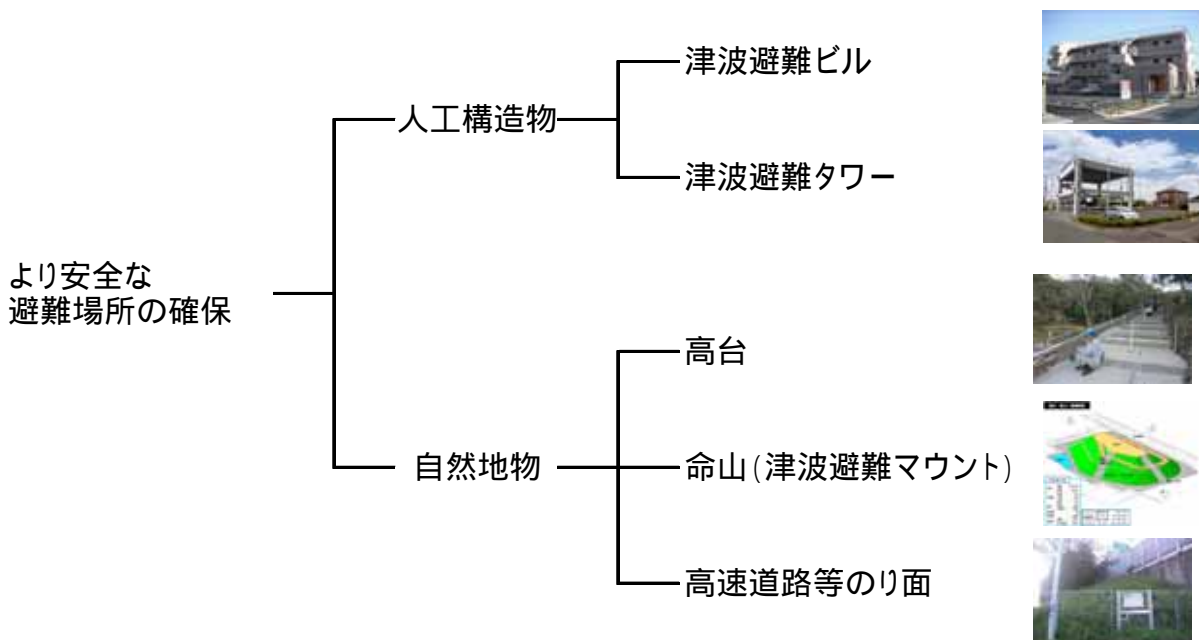 より安全な
避難場所の確保
人工構造物
津波避難ビル
津波避難タワー
自然地物
高台
命山(津波避難マウント)
高速道路等のり面